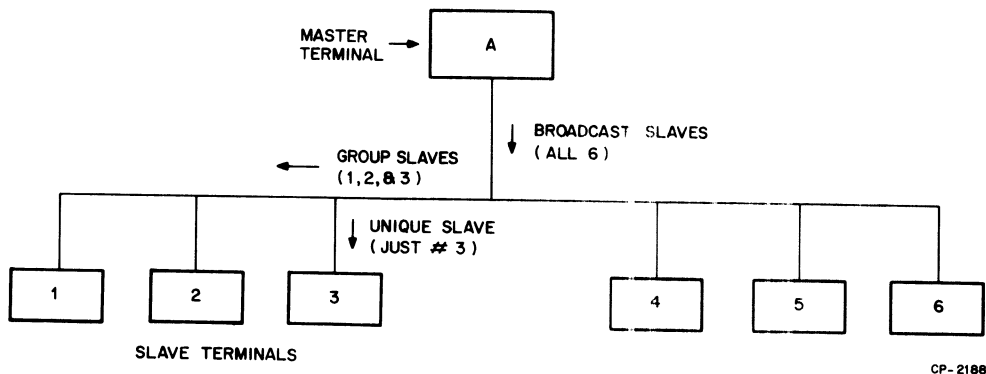 MASTER
TERMINAL
A
BROADCAST SLAVES
(ALL 6)
GROUP SLAVES
(1,2,& 3)
UNIQUE SLAVE
(JUST # 3)
1
2
3
4
5
6
SLAVE TERMINALS
CP-2188